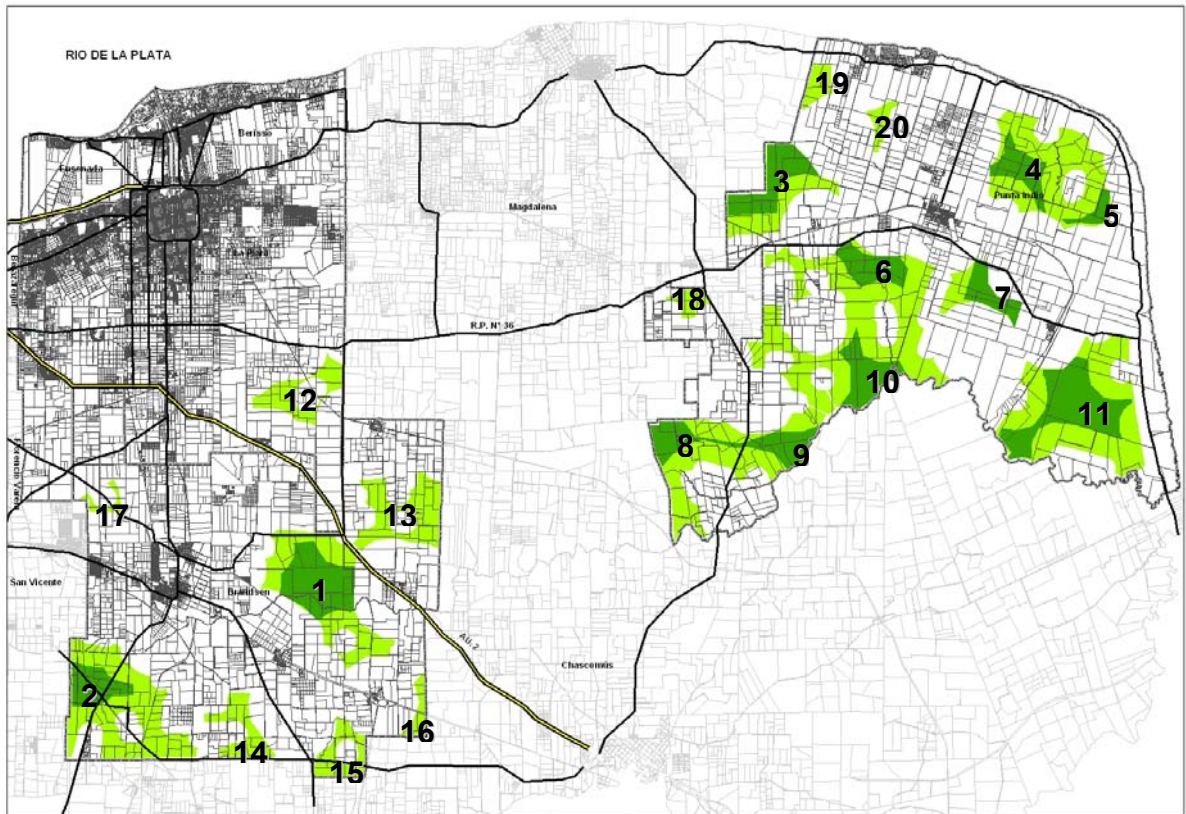 RIO DE LA PLATA
19
Berisso
20
Ensenada
3
4
Punta Indio
5
Magdalena
La Plata
6
7
18
R.P. N° 36
10
12
11
8
9
13
17
San Vicente
Brandsen
1
AU. 2
Chascomús
2
16
14
15